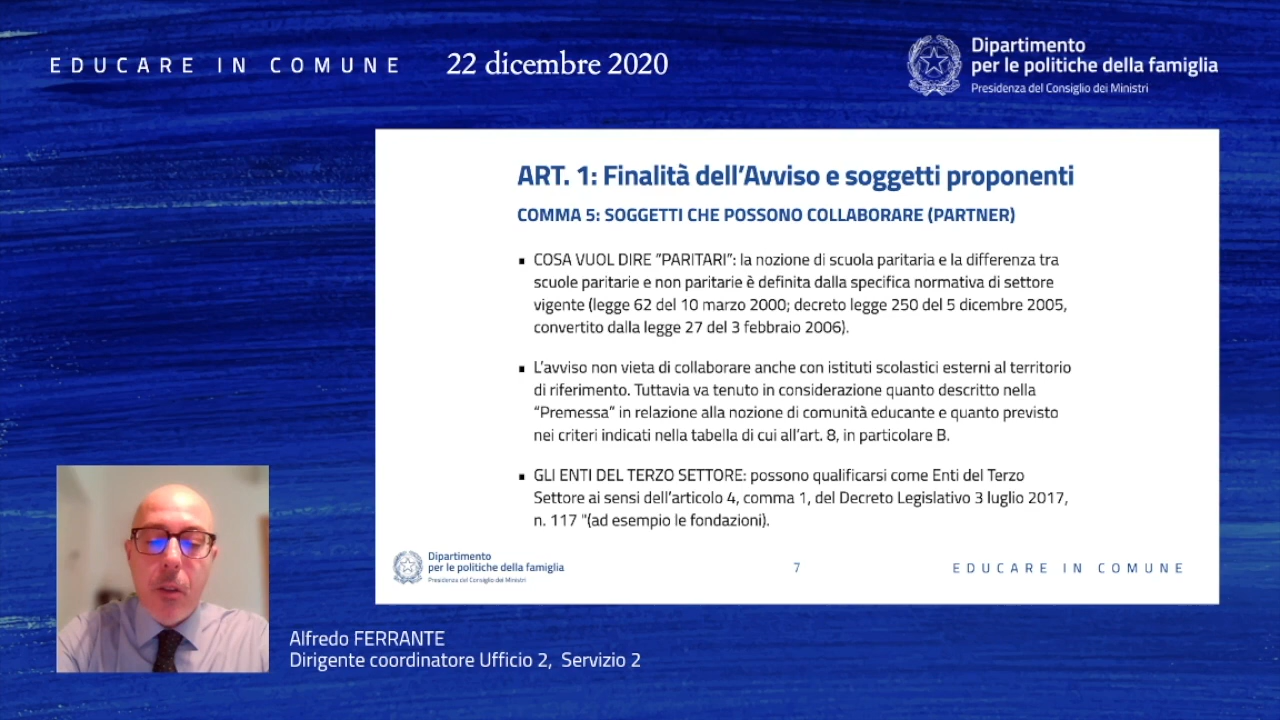 EDUCARE IN COMUNE
22 dicembre 2020
Dipartimento
per le politiche della famiglia
Presidenza del Consiglio dei Ministri
ART. 1: Finalità dell'Avviso e soggetti proponenti
COMMA 5: SOGGETTI CHE POSSONO COLLABORARE (PARTNER)
▪ COSA VUOL DIRE "PARITARI": la nozione di scuola paritaria e la differenza tra
scuole paritarie e non paritarie è definita dalla specifica normativa di settore
vigente (legge 62 del 10 marzo 2000; decreto legge 250 del 5 dicembre 2005,
convertito dalla legge 27 del 3 febbraio 2006).
▪ L'avviso non vieta di collaborare anche con istituti scolastici esterni al territorio
di riferimento. Tuttavia va tenuto in considerazione quanto descritto nella
"Premessa" in relazione alla nozione di comunità educante e quanto previsto
nei criteri indicati nella tabella di cui all'art. 8, in particolare B.
▪ GLI ENTI DEL TERZO SETTORE: possono qualificarsi come Enti del Terzo
Settore ai sensi dell'articolo 4, comma 1, del Decreto Legislativo 3 luglio 2017,
n. 117 "(ad esempio le fondazioni).
Dipartimento
per le politiche della famiglia
Presidenza del Consiglio dei Ministri
7
EDUCARE IN COMUNE
Alfredo FERRANTE
Dirigente coordinatore Ufficio 2, Servizio 2